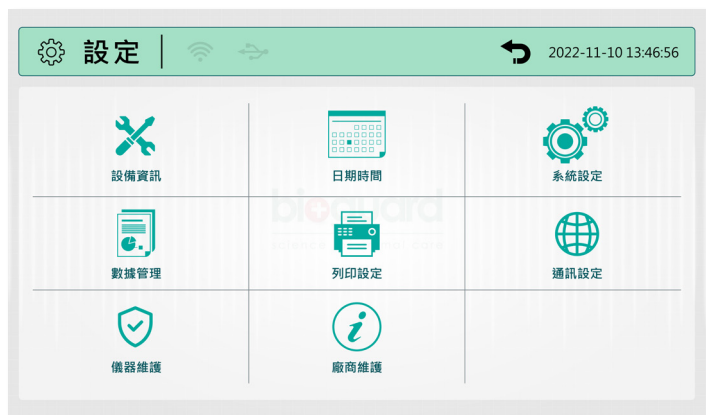 設定
2022-11-10 13:46:56
設備資訊
日期時間
系統設定
bioguard
數據管理
列印設定
通訊設定
儀器維護
廠商維護